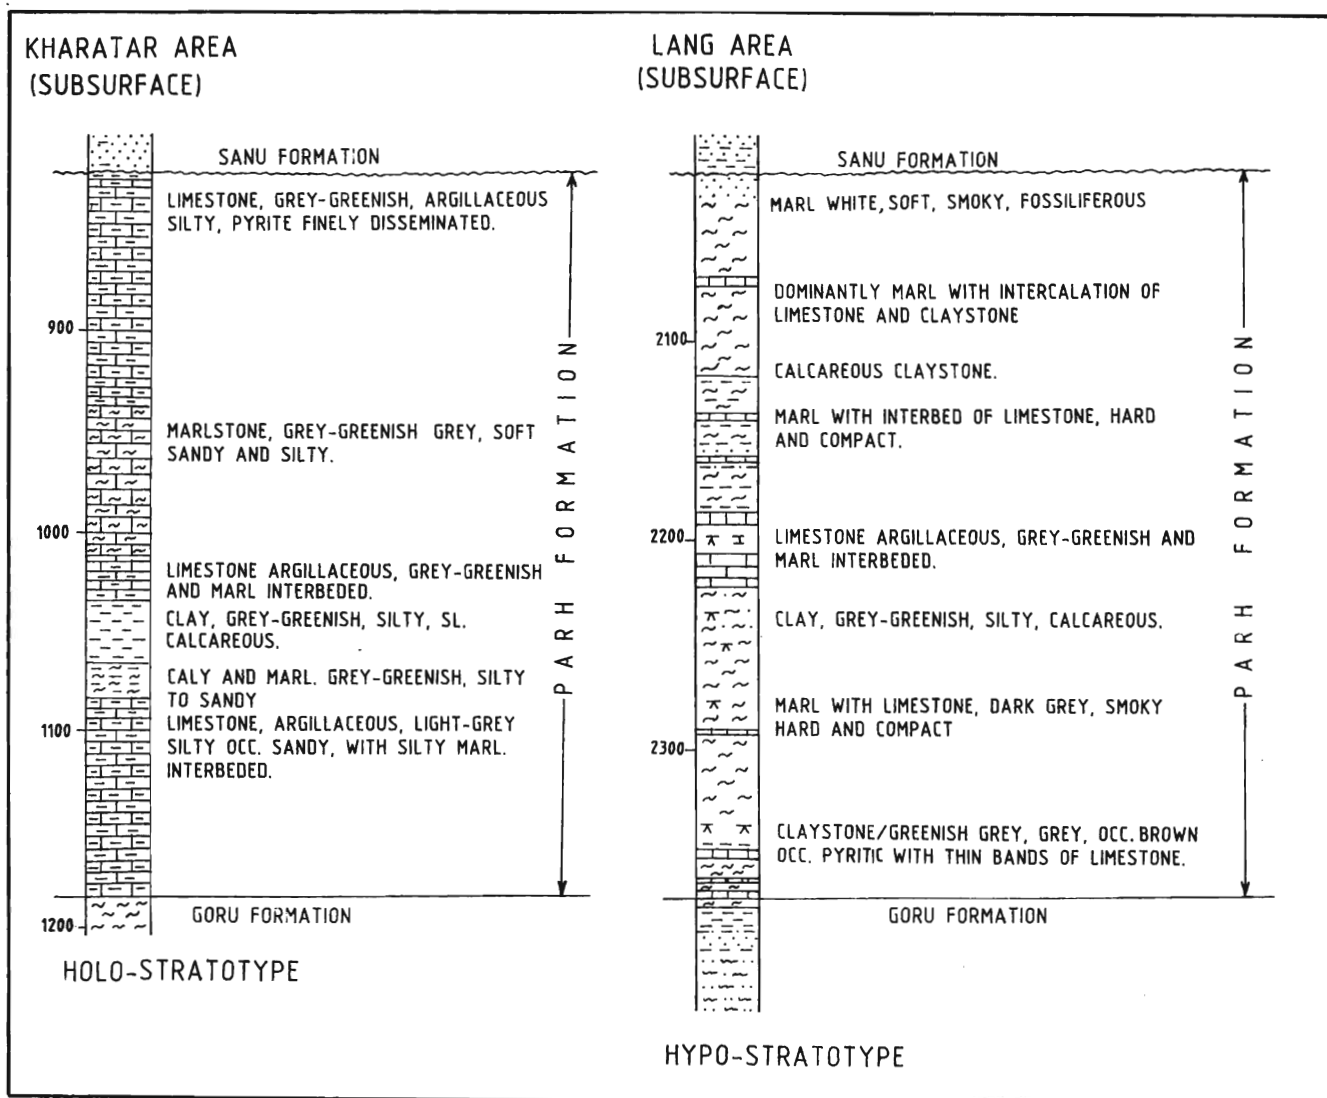 KHARATAR AREA
(SUBSURFACE)
SANU FORMATION
LIMESTONE, GREY-GREENISH, ARGILLACEOUS
SILTY, PYRITE FINELY DISSEMINATED.
900
MARLSTONE, GREY-GREENISH GREY, SOFT
SANDY AND SILTY.
1000
LIMESTONE ARGILLACEOUS, GREY-GREENISH
AND MARL INTERBEDED.
CLAY, GREY-GREENISH, SILTY, SL.
CALCAREOUS.
CALY AND MARL. GREY-GREENISH, SILTY
TO SANDY
1100
LIMESTONE, ARGILLACEOUS, LIGHT-GREY
SILTY OCC. SANDY, WITH SILTY MARL.
INTERBEDED.
GORU FORMATION
1200
PARH FORMATION
HOLO-STRATOTYPE
LANG AREA
(SUBSURFACE)
SANU FORMATION
MARL WHITE, SOFT, SMOKY, FOSSILIFEROUS
DOMINANTLY MARL WITH INTERCALATION OF
LIMESTONE AND CLAYSTONE
2100
CALCAREOUS CLAYSTONE.
MARL WITH INTERBED OF LIMESTONE, HARD
AND COMPACT.
2200
LIMESTONE ARGILLACEOUS, GREY-GREENISH AND
MARL INTERBEDED.
CLAY, GREY-GREENISH, SILTY, CALCAREOUS.
MARL WITH LIMESTONE, DARK GREY, SMOKY
HARD AND COMPACT
2300
CLAYSTONE/GREENISH GREY, GREY, OCC. BROWN
OCC. PYRITIC WITH THIN BANDS OF LIMESTONE.
GORU FORMATION
PARH FORMATION
HYPO-STRATOTYPE